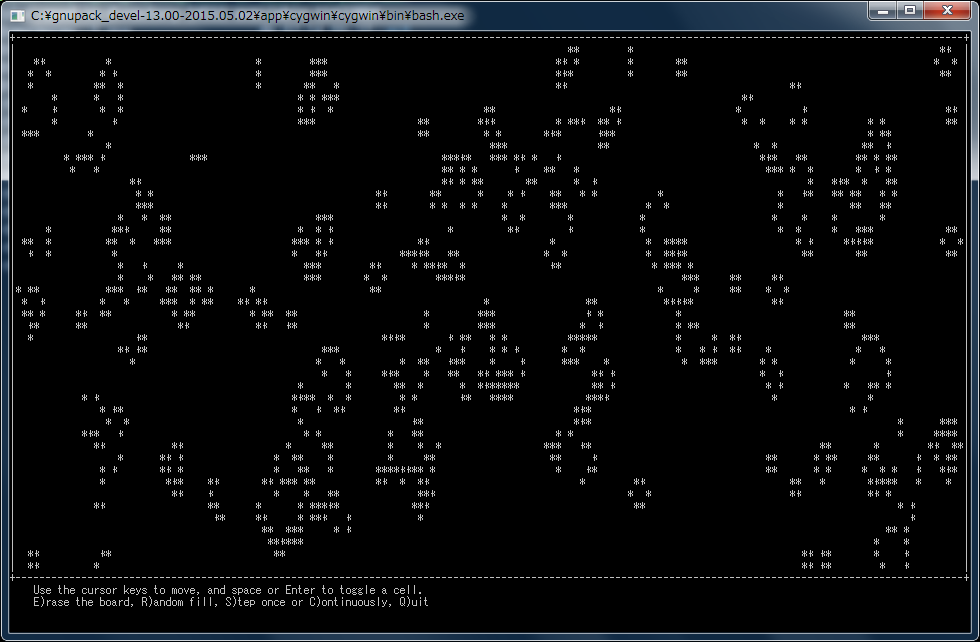 C:¥gnupack_devel-13.00-2015.05.02¥app¥cygwin¥cygwin¥bin¥bash.exe
Use the cursor keys to move, and space or Enter to toggle a cell.
E)rase the board, R)andom fill, S)tep once or C)ontinuously, Q)uit